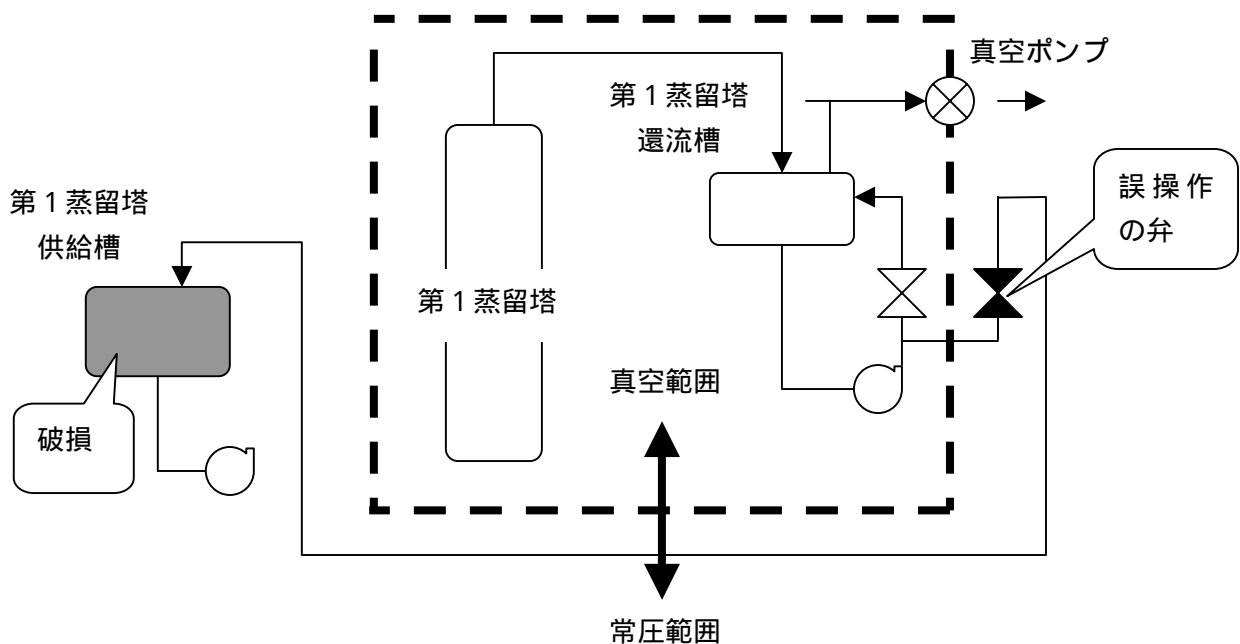 真空ポンプ
第1蒸留塔
還流槽
誤操作
の弁
第1蒸留塔
供給槽
第1蒸留塔
真空範囲
破損
常圧範囲